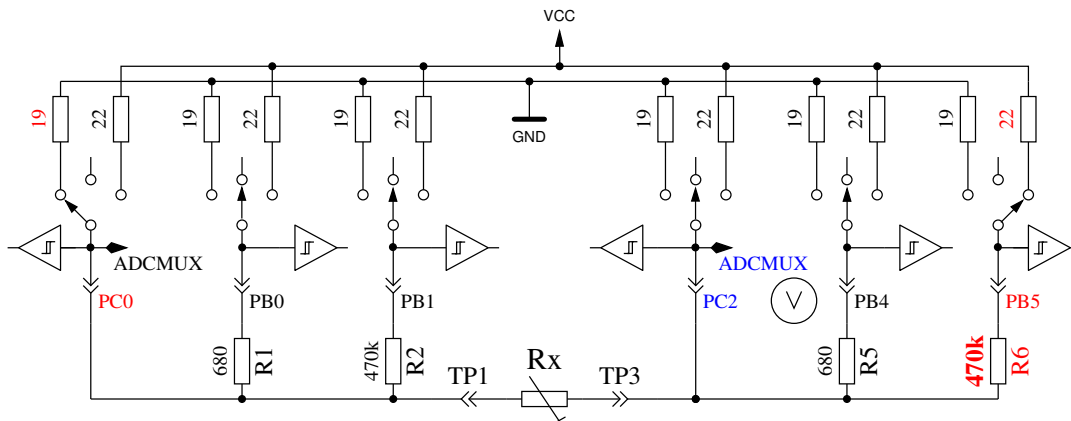 VCC
19 22 19 22 19 22 GND 19 22 19 22 19 22
ADCMUX ADCMUX
PC0 PB0 PB1 PC2 V PB4 PB5
680 R1 470k R2 TP1 Rx TP3 680 R5 470k R6